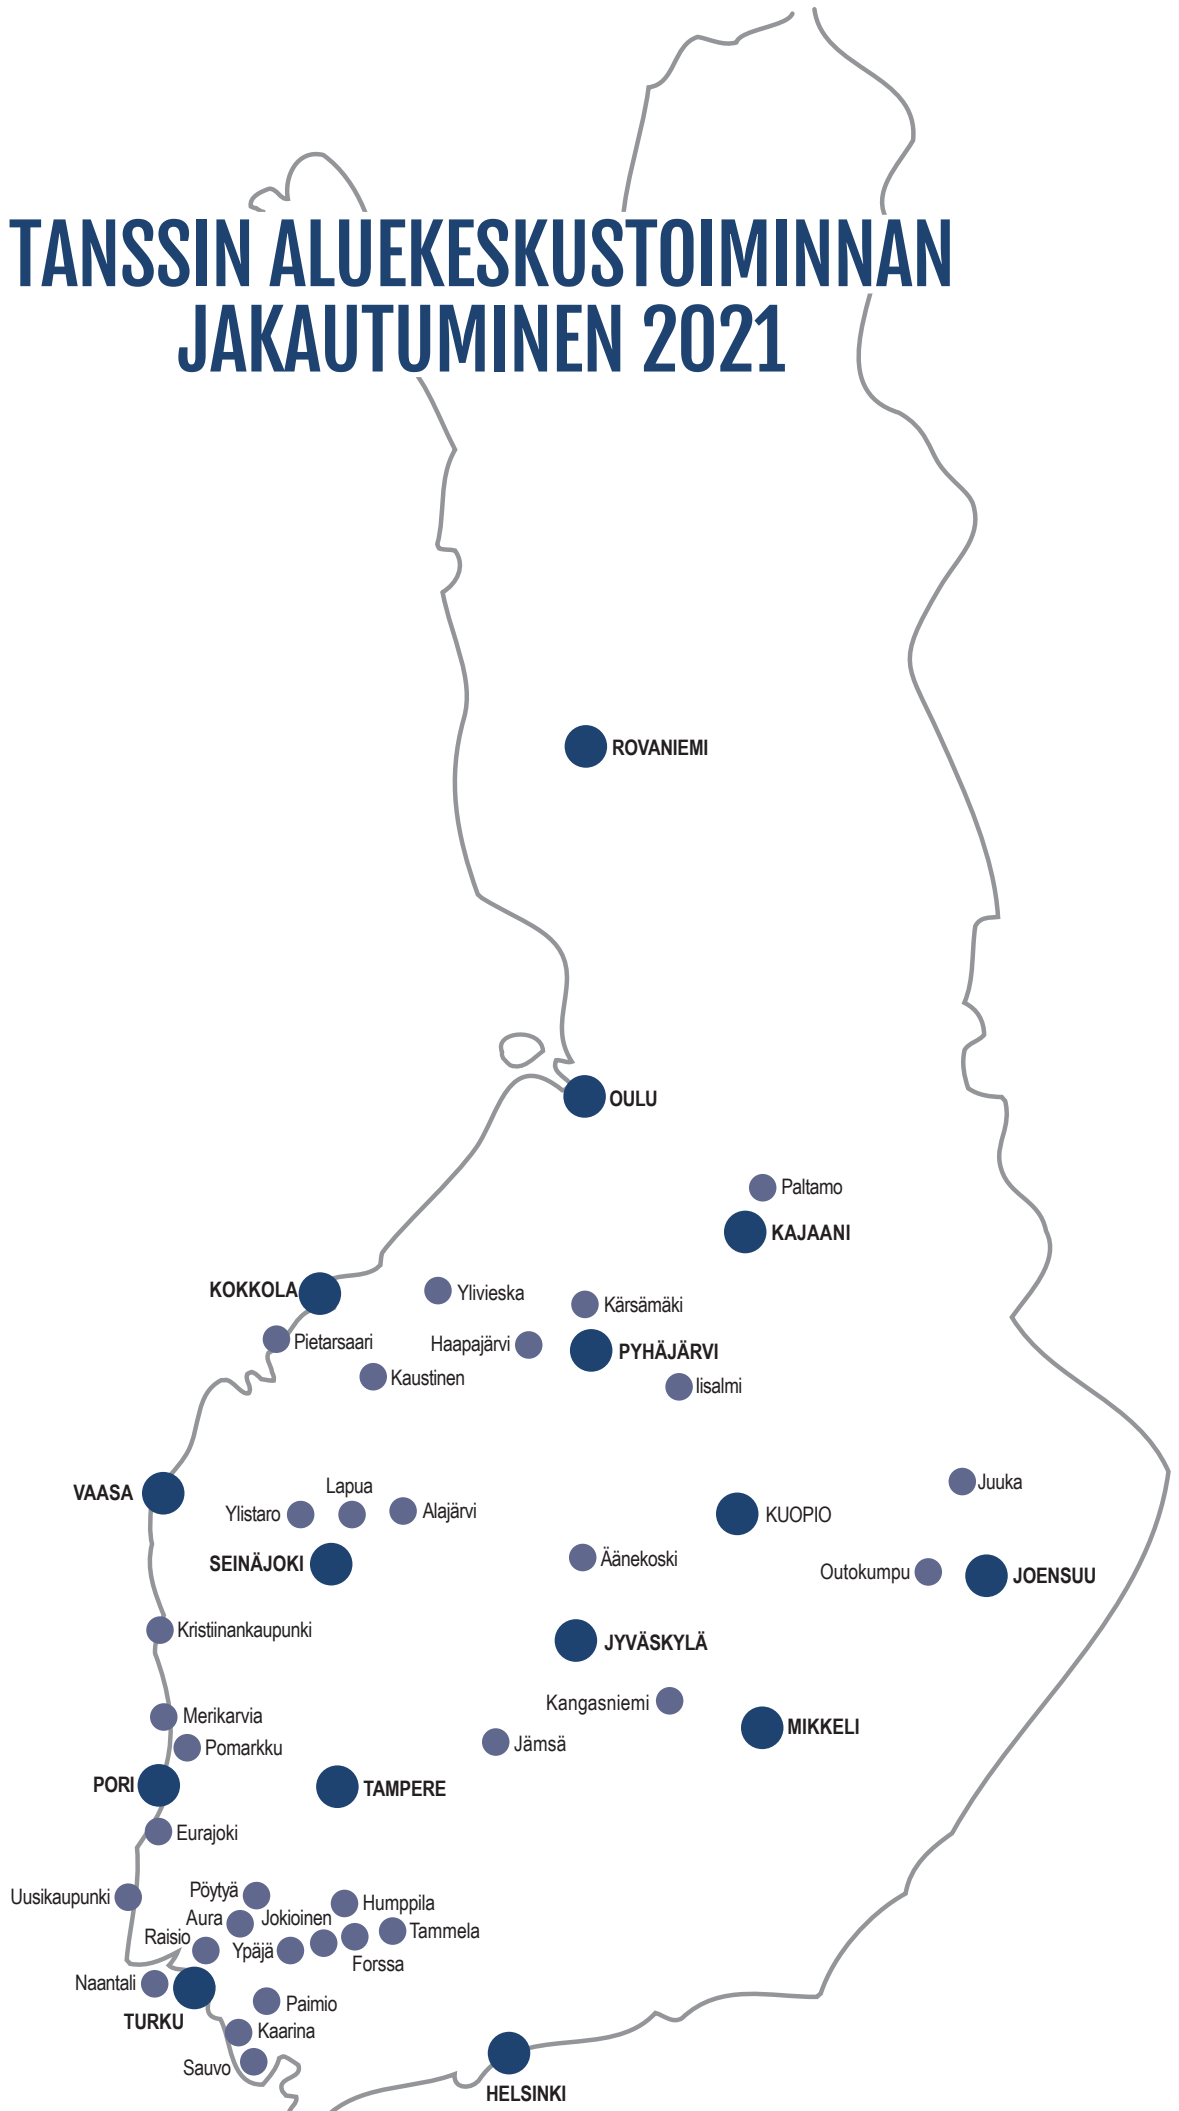 TANSSIN ALUEKESKUSTOIMINNAN
JAKAUTUMINEN 2021
ROVANIEMI
OULU
Paltamo
KAJAANI
KOKKOLA
Ylivieska
Kärsämäki
Pietarsaari
Haapajärvi
PYHÄJÄRVI
Kaustinen
Iisalmi
VAASA
Lapua
Ylistaro
Alajärvi
KUOPIO
Juuka
SEINÄJOKI
Äänekoski
Outokumpu
JOENSUU
Kristiinankaupunki
JYVÄSKYLÄ
Kangasniemi
Merikarvia
MIKKELI
Pomarkku
Jämsä
PORI
TAMPERE
Eurajoki
Uusikaupunki
Pöytyä
Humppila
Aura
Jokioinen
Tammela
Raisio
Ypäjä
Forssa
Naantali
Paimio
TURKU
Kaarina
Sauvo
HELSINKI